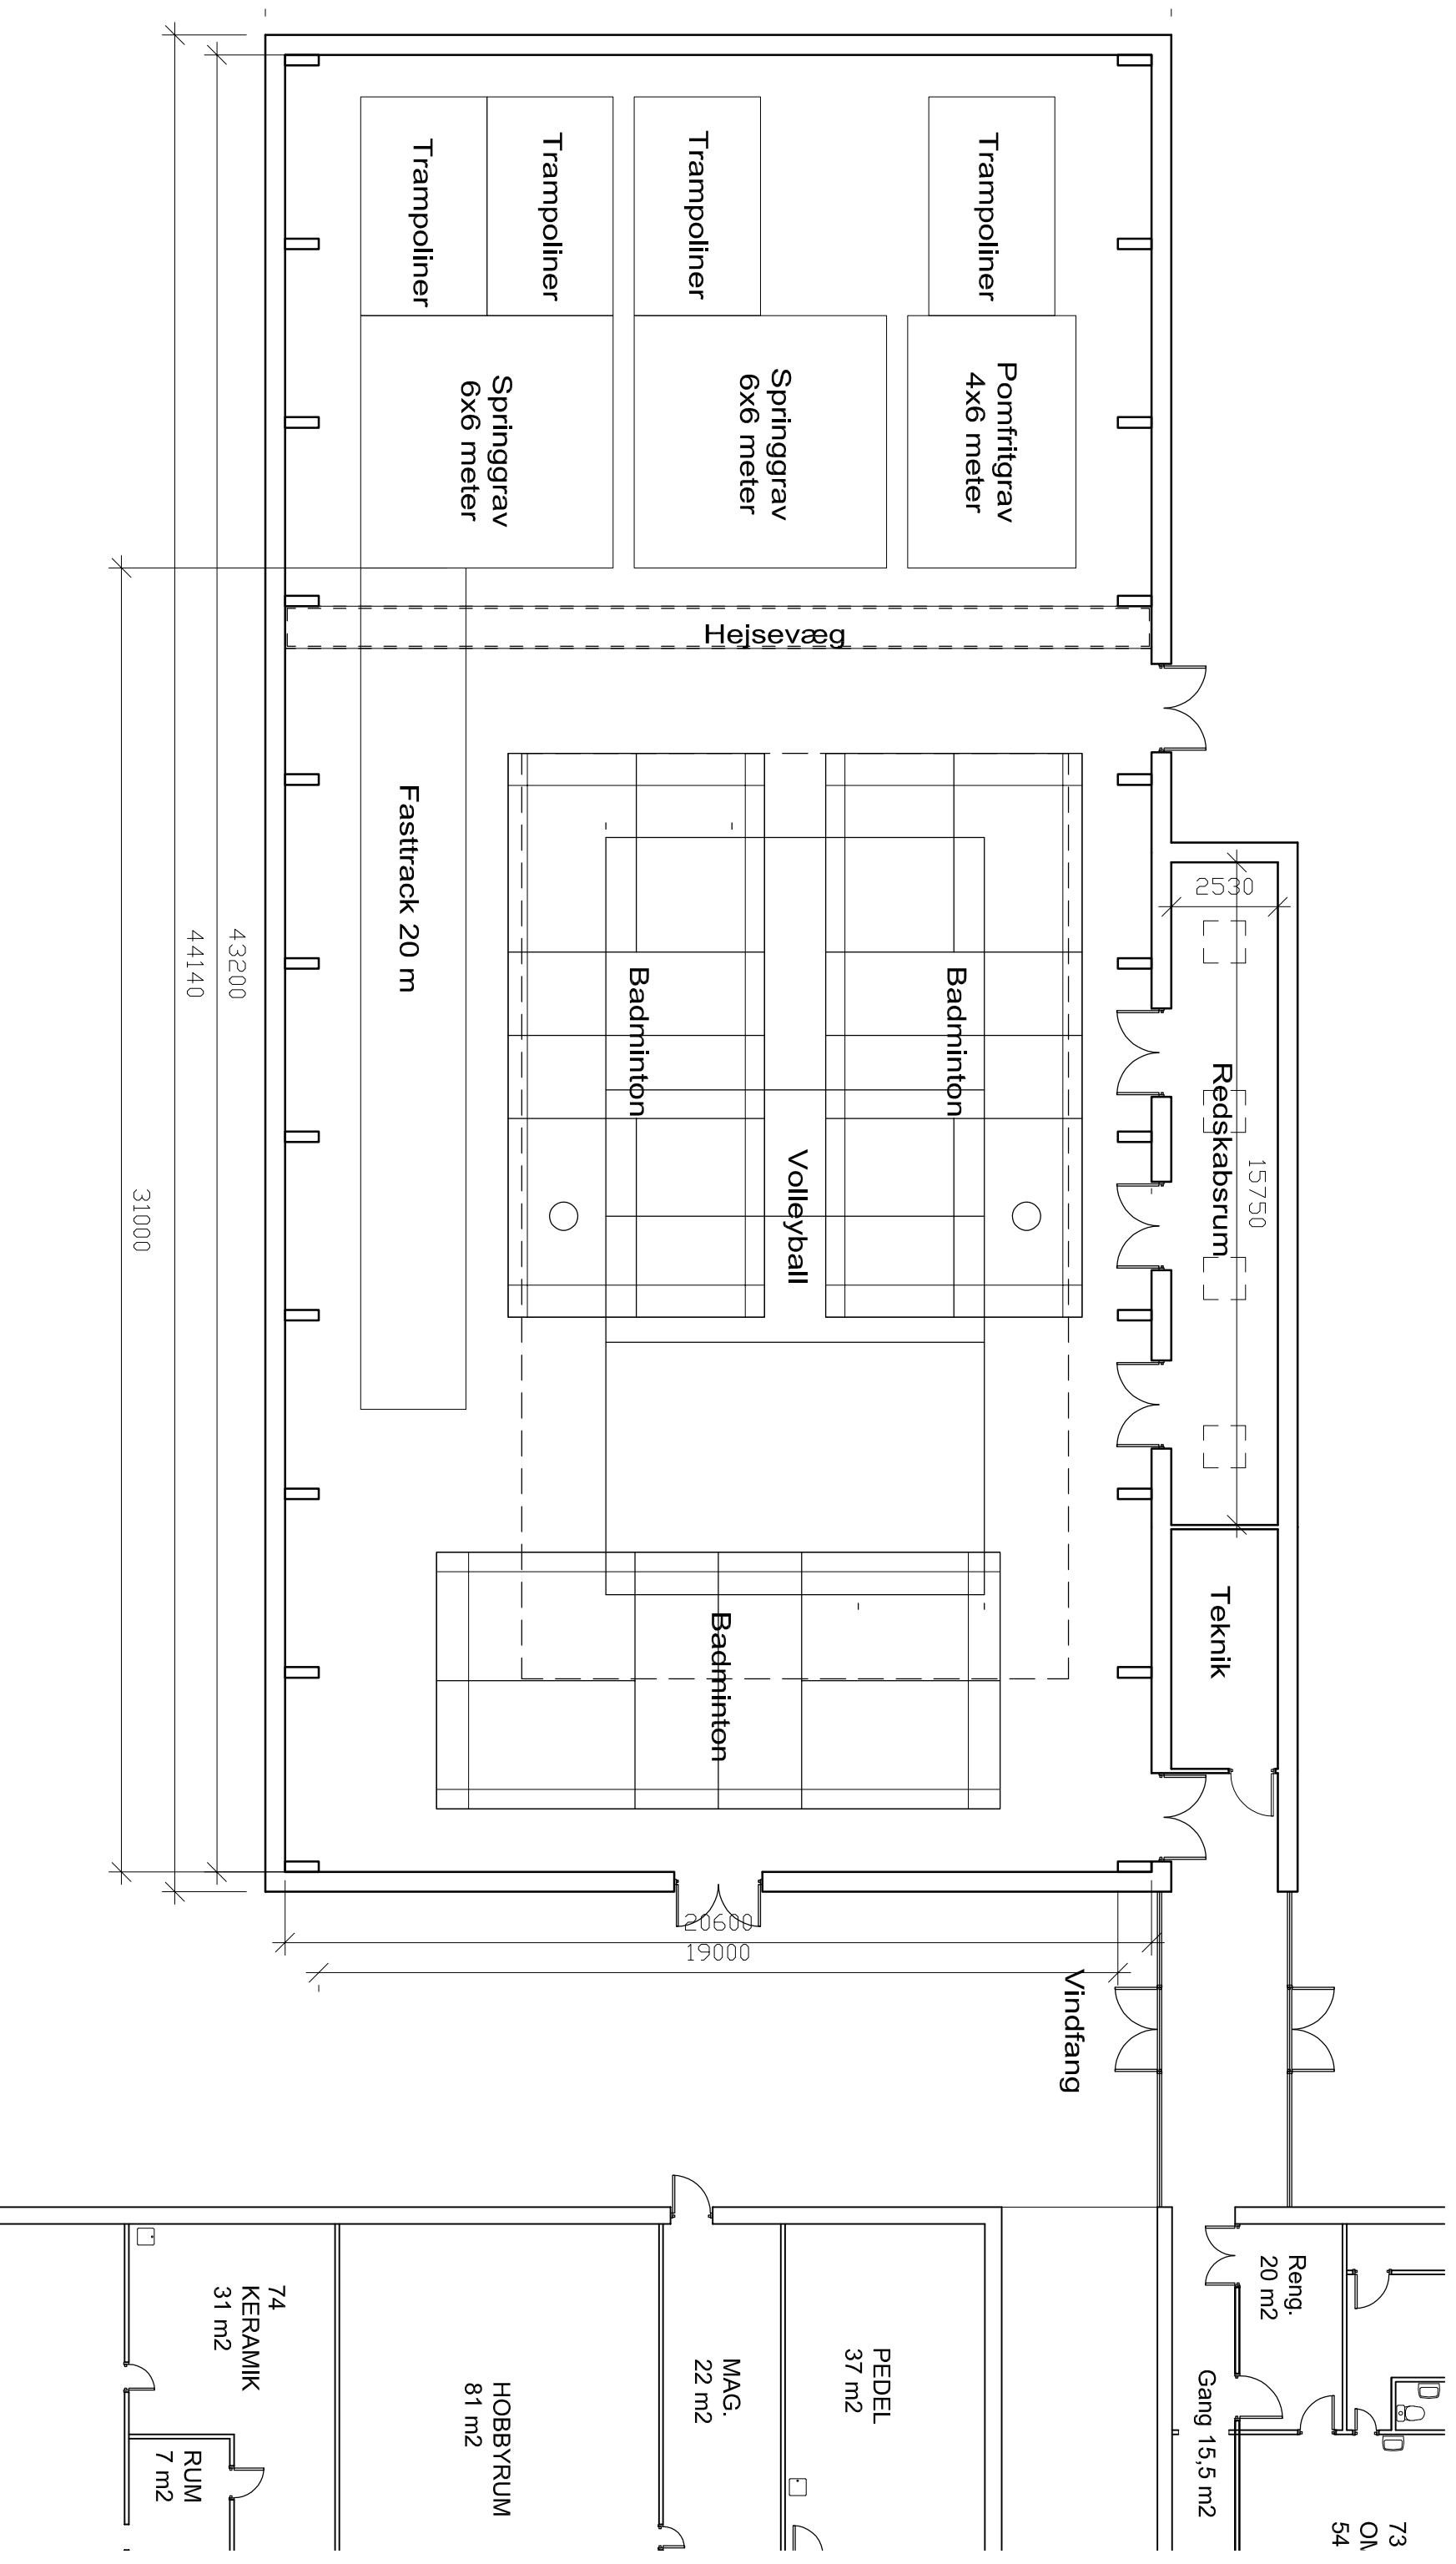 Trampoliner
Trampoliner
Trampoliner
Trampoliner
Springgrav
6x6 meter
Springgrav
6x6 meter
Pomfritgrav
4x6 meter
Hejsevæg
Fasttrack 20 m
Badminton
Badminton
Volleyball
Badminton
2530
15750
Redskabsrum
Teknik
43200
44140
31000
20600
19000
Vindfang
74
KERAMIK
31 m2
RUM
7 m2
HOBBYRUM
81 m2
MAG.
22 m2
PEDEL
37 m2
Reng.
20 m2
Gang 15,5 m2
73
54